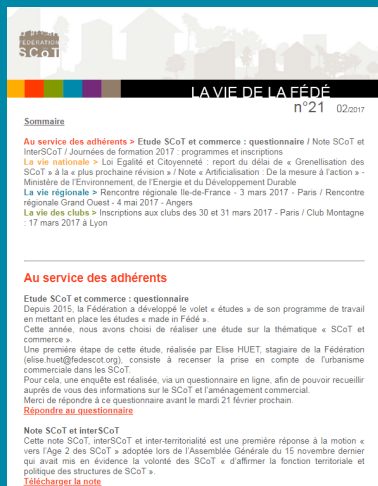 FEDERATION
SCOT
LA VIE DE LA FÉDÉ
n°21 02/2017
Sommaire
Au service des adhérents > Etude SCoT et commerce : questionnaire / Note SCoT et
InterSCoT / Journées de formation 2017 : programmes et inscriptions
La vie nationale > Loi Egalité et Citoyenneté : report du délai de « Grenellisation des
SCoT » à la « plus prochaine révision » / Note « Artificialisation : De la mesure à l'action » -
Ministère de l'Environnement, de l'Energie et du Développement Durable
La vie régionale > Rencontre régionale Ile-de-France - 3 mars 2017 - Paris / Rencontre
régionale Grand Ouest - 4 mai 2017 - Angers
La vie des clubs > Inscriptions aux clubs des 30 et 31 mars 2017 - Paris / Club Montagne
: 17 mars 2017 à Lyon
Au service des adhérents
Etude SCoT et commerce : questionnaire
Depuis 2015, la Fédération a développé le volet « études » de son programme de travail
en mettant en place les études « made in Fédé ».
Cette année, nous avons choisi de réaliser une étude sur la thématique « SCoT et
commerce ».
Une première étape de cette étude, réalisée par Elise HUET, stagiaire de la Fédération
(elise.huet@fedescot.org), consiste à recenser la prise en compte de l'urbanisme
commerciale dans les SCoT.
Pour cela, une enquête est réalisée, via un questionnaire en ligne, afin de pouvoir recueillir
auprès de vous des informations sur le SCoT et l'aménagement commercial.
Merci de répondre à ce questionnaire avant le mardi 21 février prochain.
Répondre au questionnaire
Note SCoT et interSCoT
Cette note SCoT, interSCoT et inter-territorialité est une première réponse à la motion «
vers l'Age 2 des SCoT » adoptée lors de l'Assemblée Générale du 15 novembre dernier
qui avait mis en évidence la volonté des SCoT « d'affirmer la fonction territoriale et
politique des structures de SCoT ».
Télécharger la note